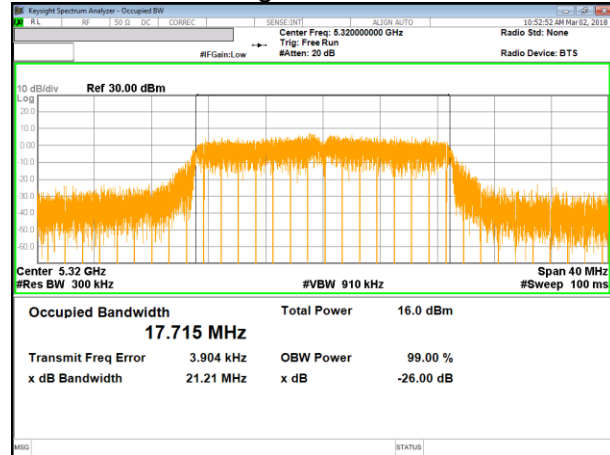 Keysight Spectrum Analyzer - Occupied BW
RL RF 50 Ω DC CORREC SENSE:INT ALIGN AUTO 10:52:52 AM Mar 02, 2018
Center Freq: 5.320000000 GHz Radio Std: None
Trig: Free Run
#IFGain:Low #Atten: 20 dB Radio Device: BTS
10 dB/div Ref 30.00 dBm
Log
20.0
10.0
0.00
-10.0
-20.0
-30.0
-40.0
-50.0
-60.0
Center 5.32 GHz Span 40 MHz
#Res BW 300 kHz #VBW 910 kHz #Sweep 100 ms
Occupied Bandwidth Total Power 16.0 dBm
17.715 MHz
Transmit Freq Error 3.904 kHz OBW Power 99.00 %
x dB Bandwidth 21.21 MHz x dB -26.00 dB
MSG STATUS